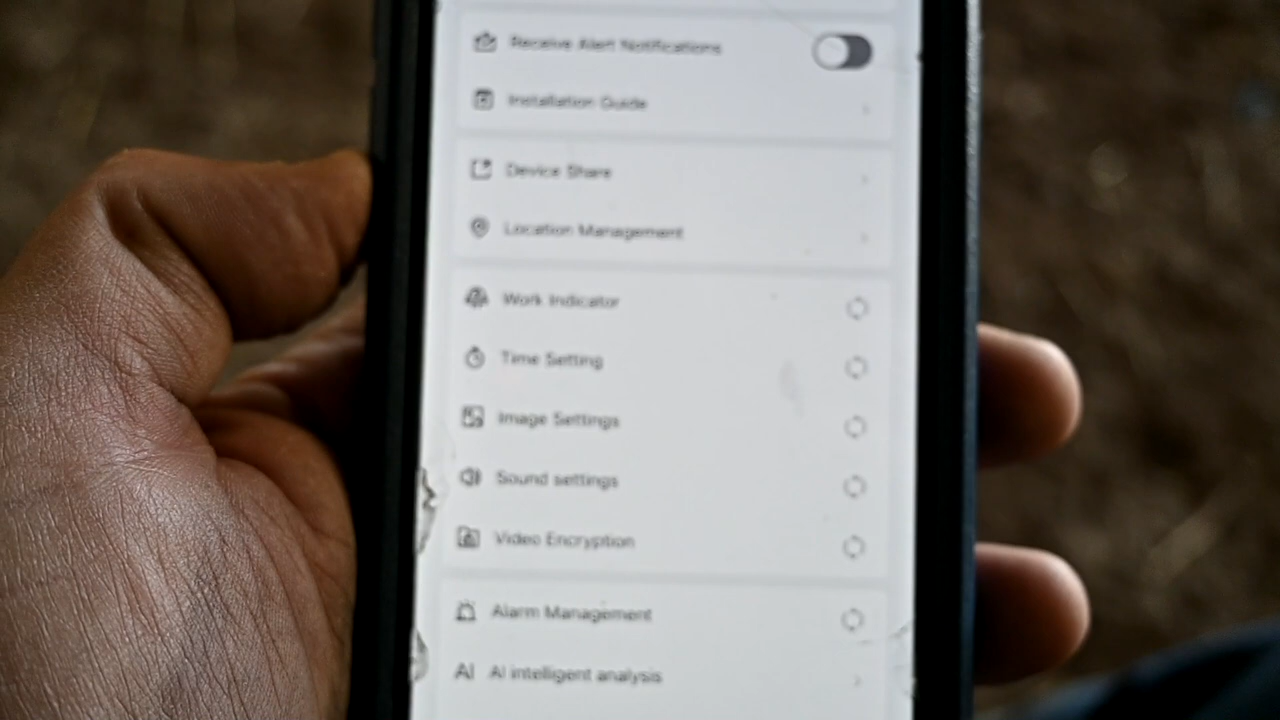 Receive Alert Notifications
Installation Guide
Device Share
Location Management
Work Indicator
Time Setting
Image Settings
Sound settings
Video Encryption
Alarm Management
AI AI intelligent analysis